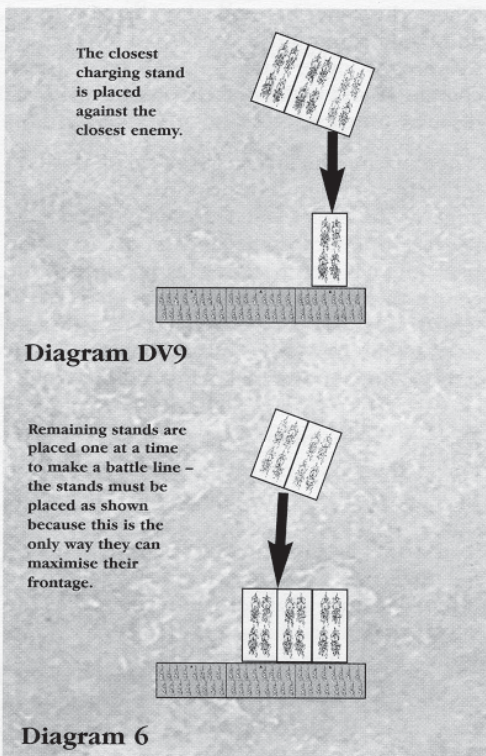 The closest
charging stand
is placed
against the
closest enemy.
Diagram DV9
Remaining stands are
placed one at a time
to make a battle line –
the stands must be
placed as shown
because this is the
only way they can
maximise their
frontage.
Diagram 6